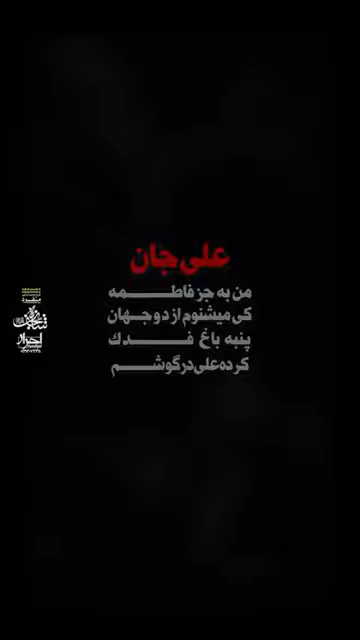 علی جان
من به جز فاطمه
کی میشنوم از دو جهان
پنبه باغ فدک
کرده علی در گوشم